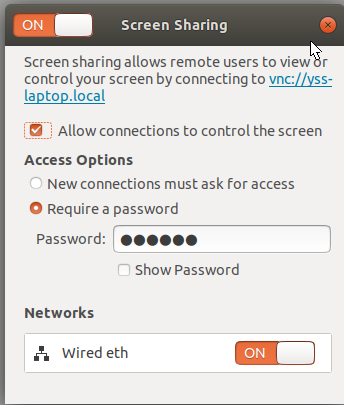 ON Screen Sharing
Screen sharing allows remote users to view or
control your screen by connecting to vnc://yss-
laptop.local
Allow connections to control the screen
Access Options
New connections must ask for access
Require a password
Password: ●●●●●●
Show Password
Networks
Wired eth ON